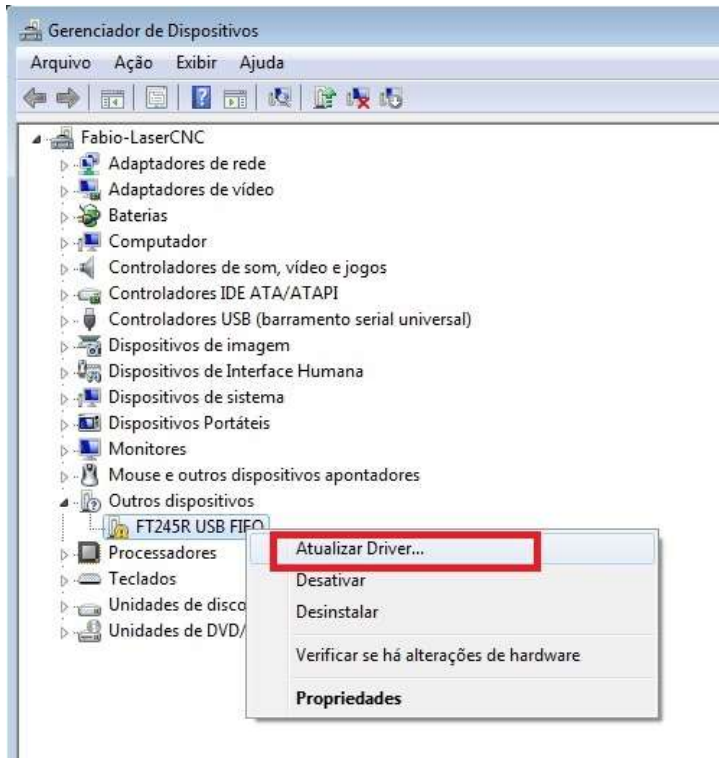 Gerenciador de Dispositivos
Arquivo Ação Exibir Ajuda
Fabio-LaserCNC
Adaptadores de rede
Adaptadores de vídeo
Baterias
Computador
Controladores de som, vídeo e jogos
Controladores IDE ATA/ATAPI
Controladores USB (barramento serial universal)
Dispositivos de imagem
Dispositivos de Interface Humana
Dispositivos de sistema
Dispositivos Portáteis
Monitores
Mouse e outros dispositivos apontadores
Outros dispositivos
FT245R USB FIFO
Processadores
Teclados
Unidades de disco
Unidades de DVD/
Atualizar Driver...
Desativar
Desinstalar
Verificar se há alterações de hardware
Propriedades